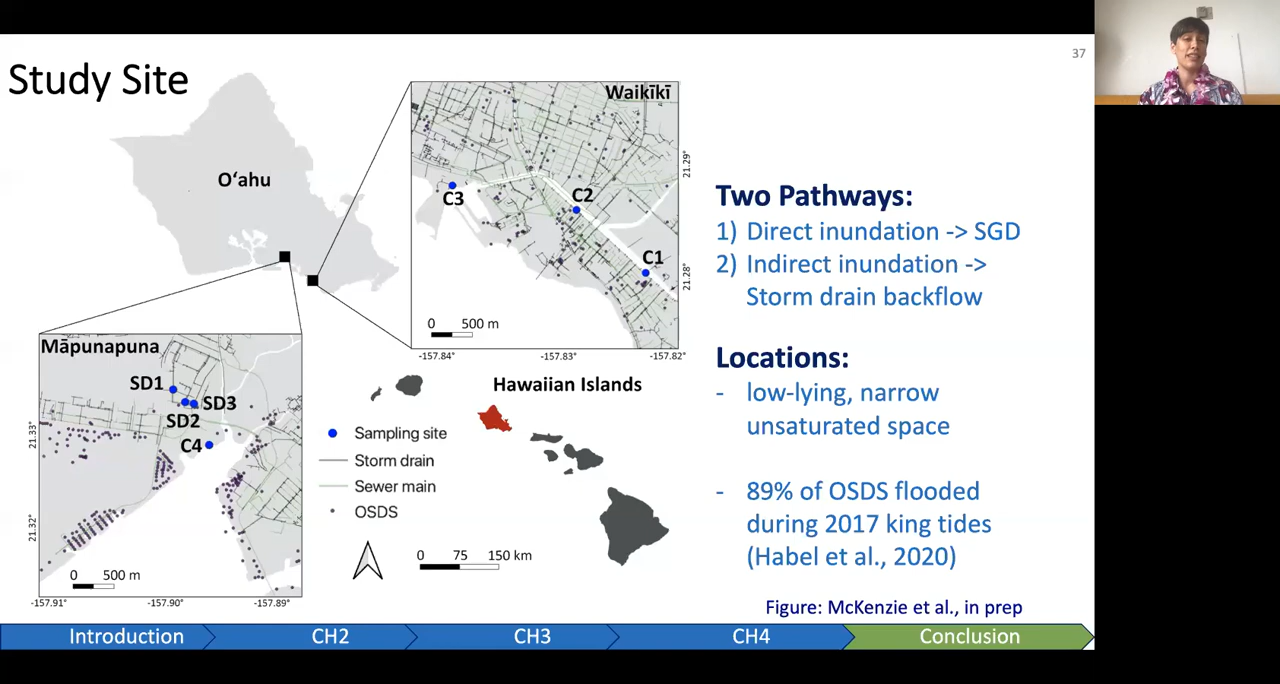 37
Study Site
Oʻahu
Waikīkī
C3
C2
C1
21.29°
21.28°
0 500 m
-157.84°
-157.83°
-157.82°
Māpunapuna
SD1
SD3
SD2
C4
21.33°
21.32°
0 500 m
-157.91°
-157.90°
-157.89°
Hawaiian Islands
Sampling site
Storm drain
Sewer main
OSDS
0 75 150 km
Two Pathways:
1) Direct inundation -> SGD
2) Indirect inundation ->
Storm drain backflow
Locations:
- low-lying, narrow
unsaturated space
- 89% of OSDS flooded
during 2017 king tides
(Habel et al., 2020)
Figure: McKenzie et al., in prep
Introduction
CH2
CH3
CH4
Conclusion